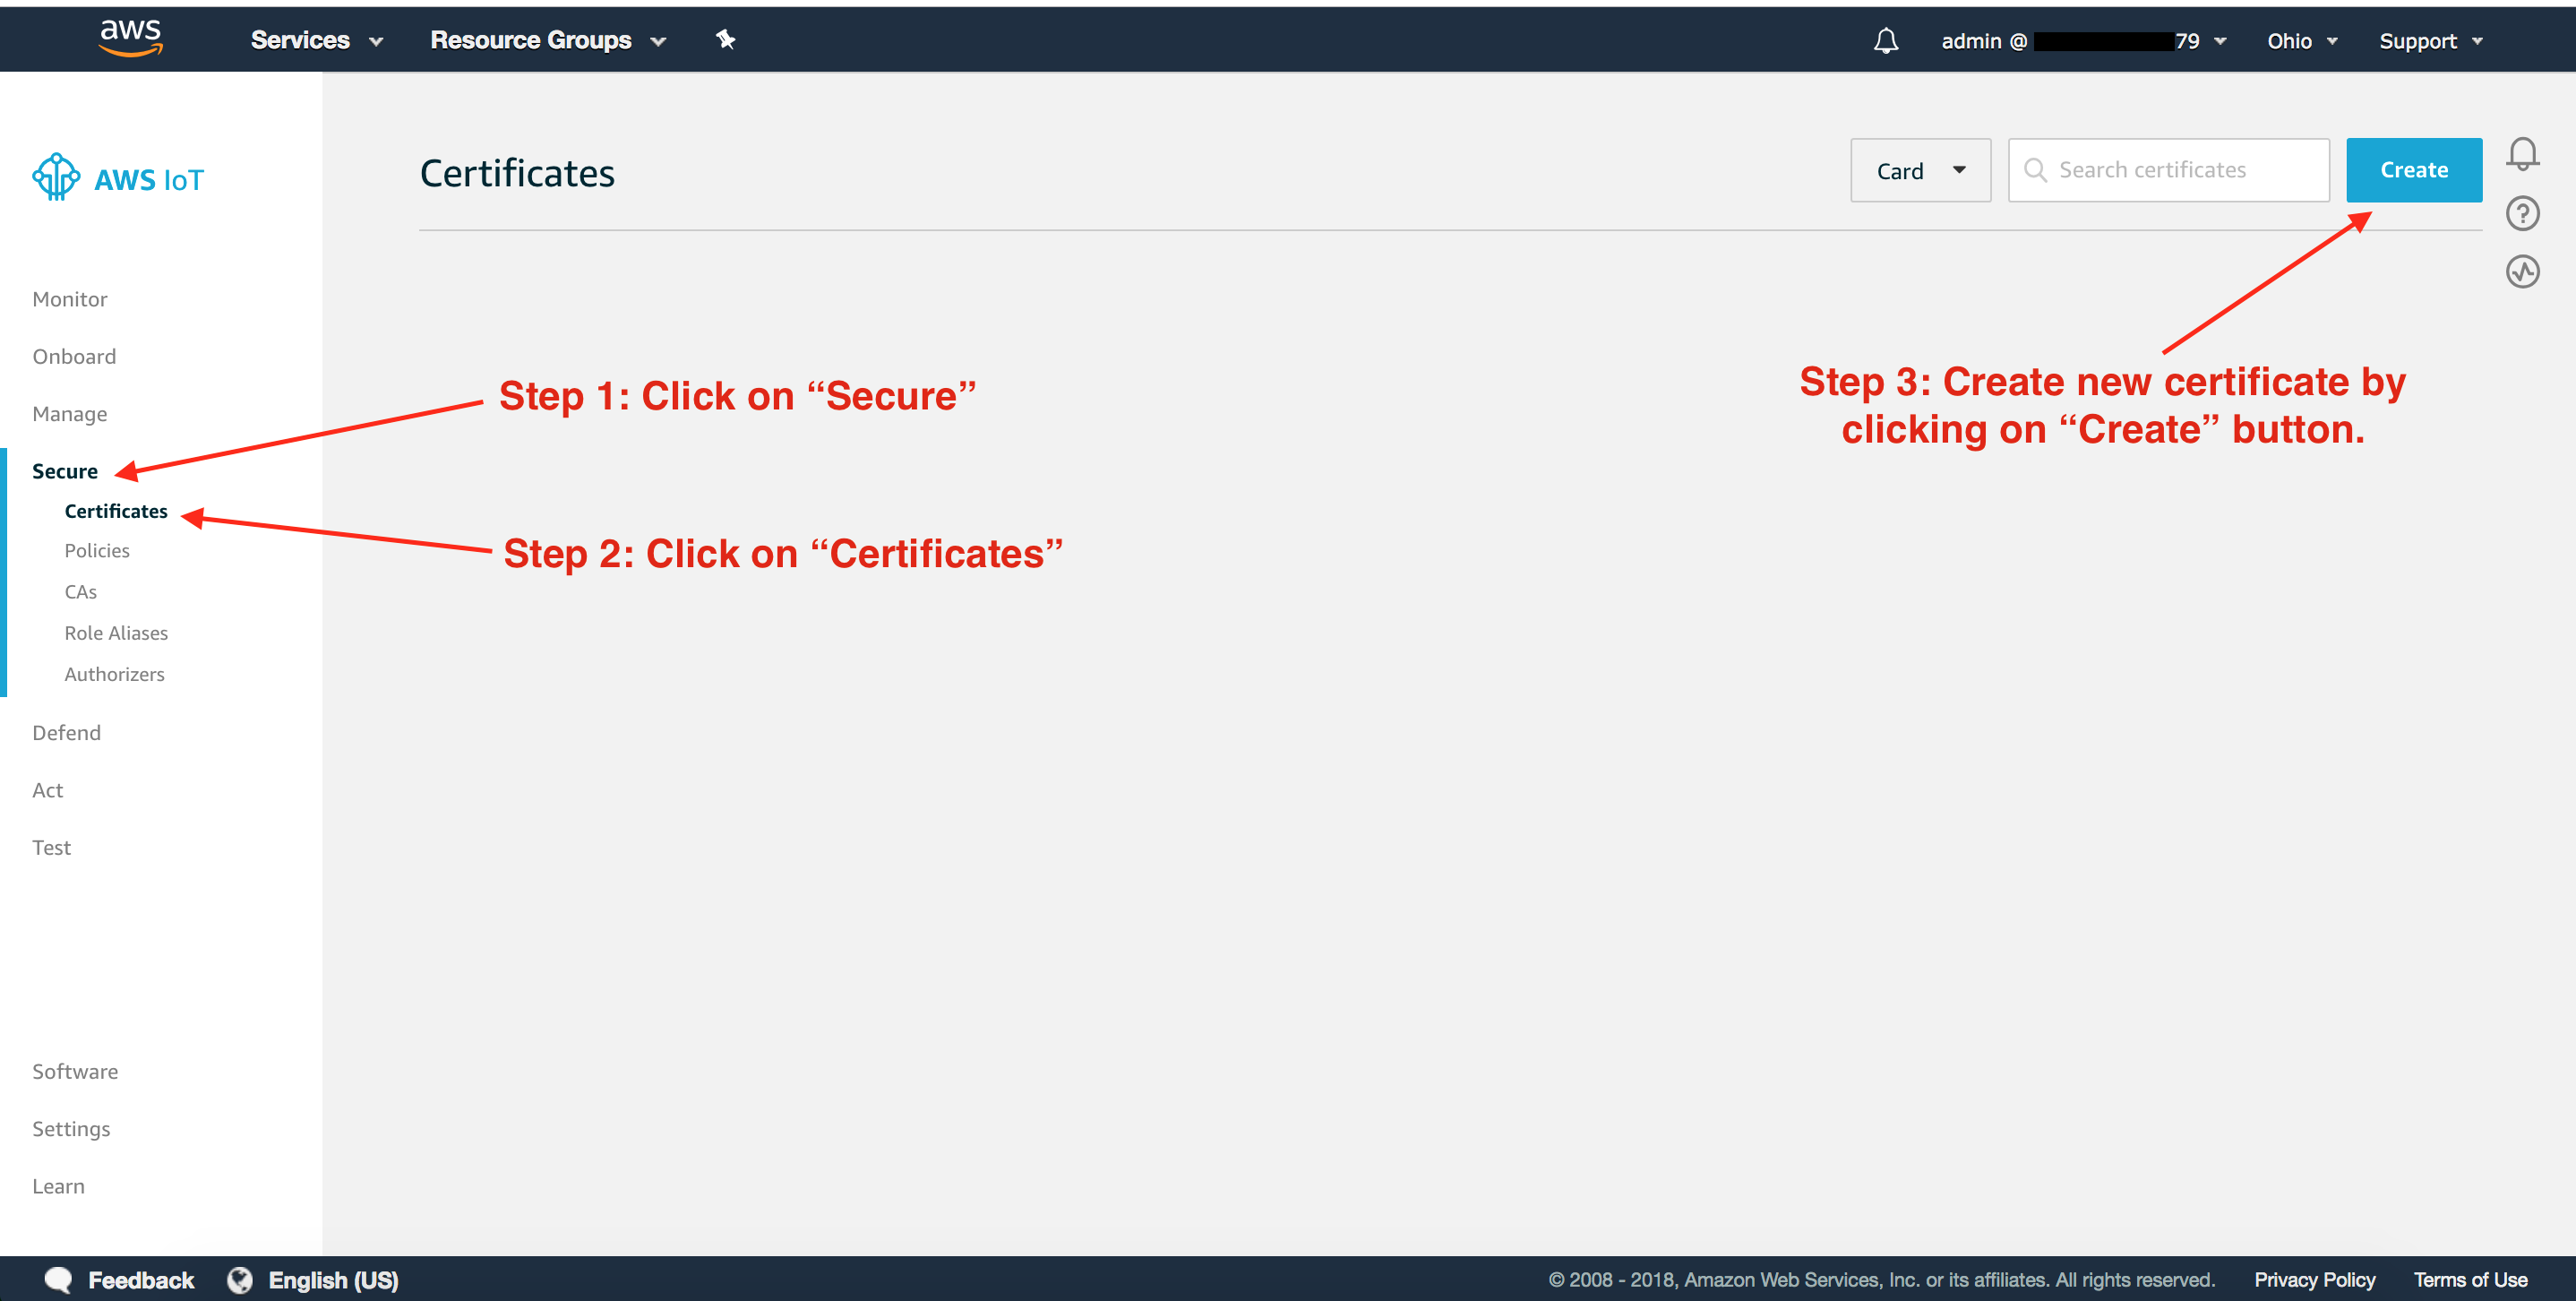 aws Services Resource Groups admin @ 79 Ohio Support
AWS IoT
Certificates
Card Search certificates Create
Monitor
Onboard
Manage
Secure
Certificates
Policies
CAs
Role Aliases
Authorizers
Defend
Act
Test
Software
Settings
Learn
Step 1: Click on “Secure”
Step 2: Click on “Certificates”
Step 3: Create new certificate by
clicking on “Create” button.
Feedback English (US) © 2008 - 2018, Amazon Web Services, Inc. or its affiliates. All rights reserved. Privacy Policy Terms of Use